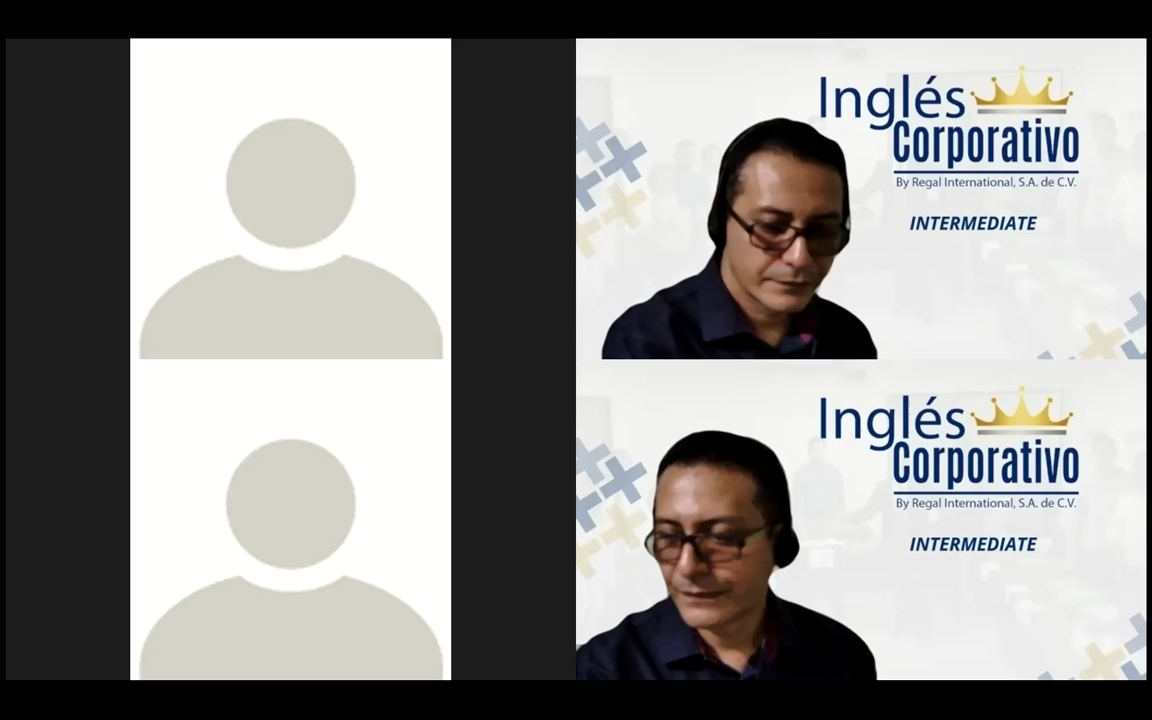 Inglés
Corporativo
By Regal International, S.A. de C.V.
INTERMEDIATE
Inglés
Corporativo
By Regal International, S.A. de C.V.
INTERMEDIATE